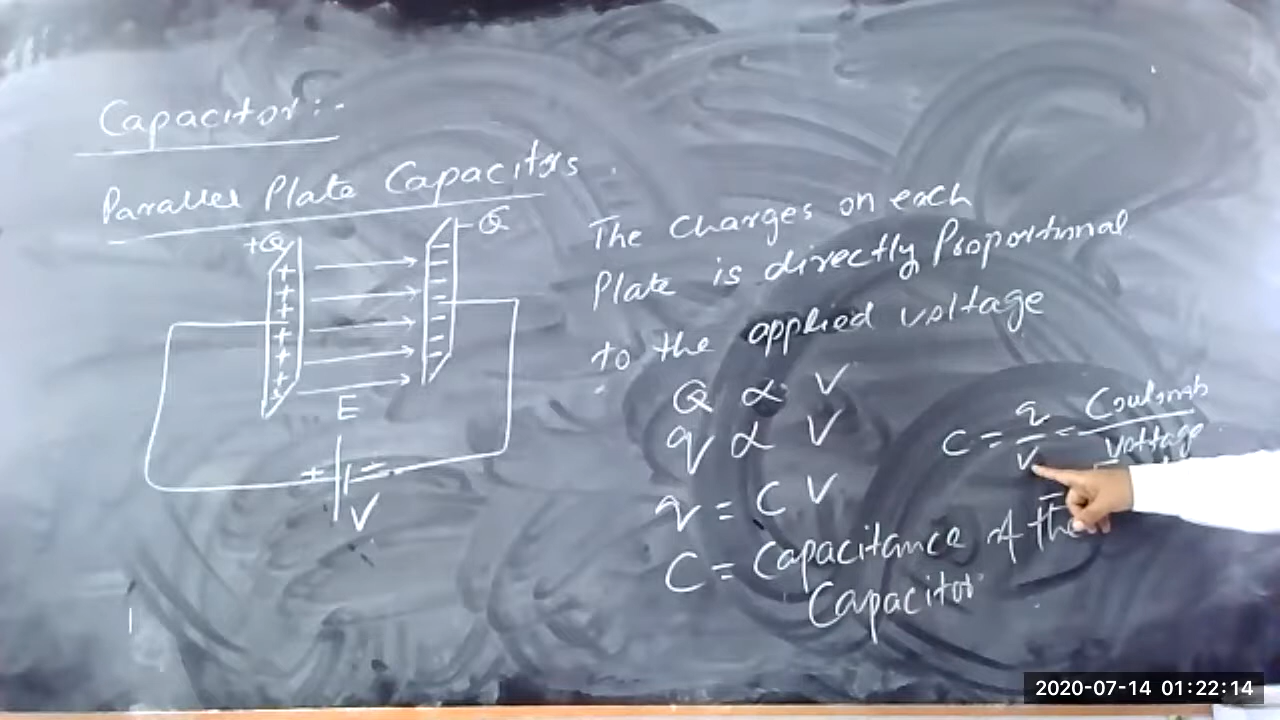 Capacitor:-
Parallel Plate Capacitors.
+Q
-Q
E
+ -
V
The Charges on each
Plate is directly Proportional
to the applied voltage
Q α V
q α V
q = C V
C = Capacitance of the
Capacitor
C = q/V = Coulomb/Voltage
2020-07-14 01:22:14